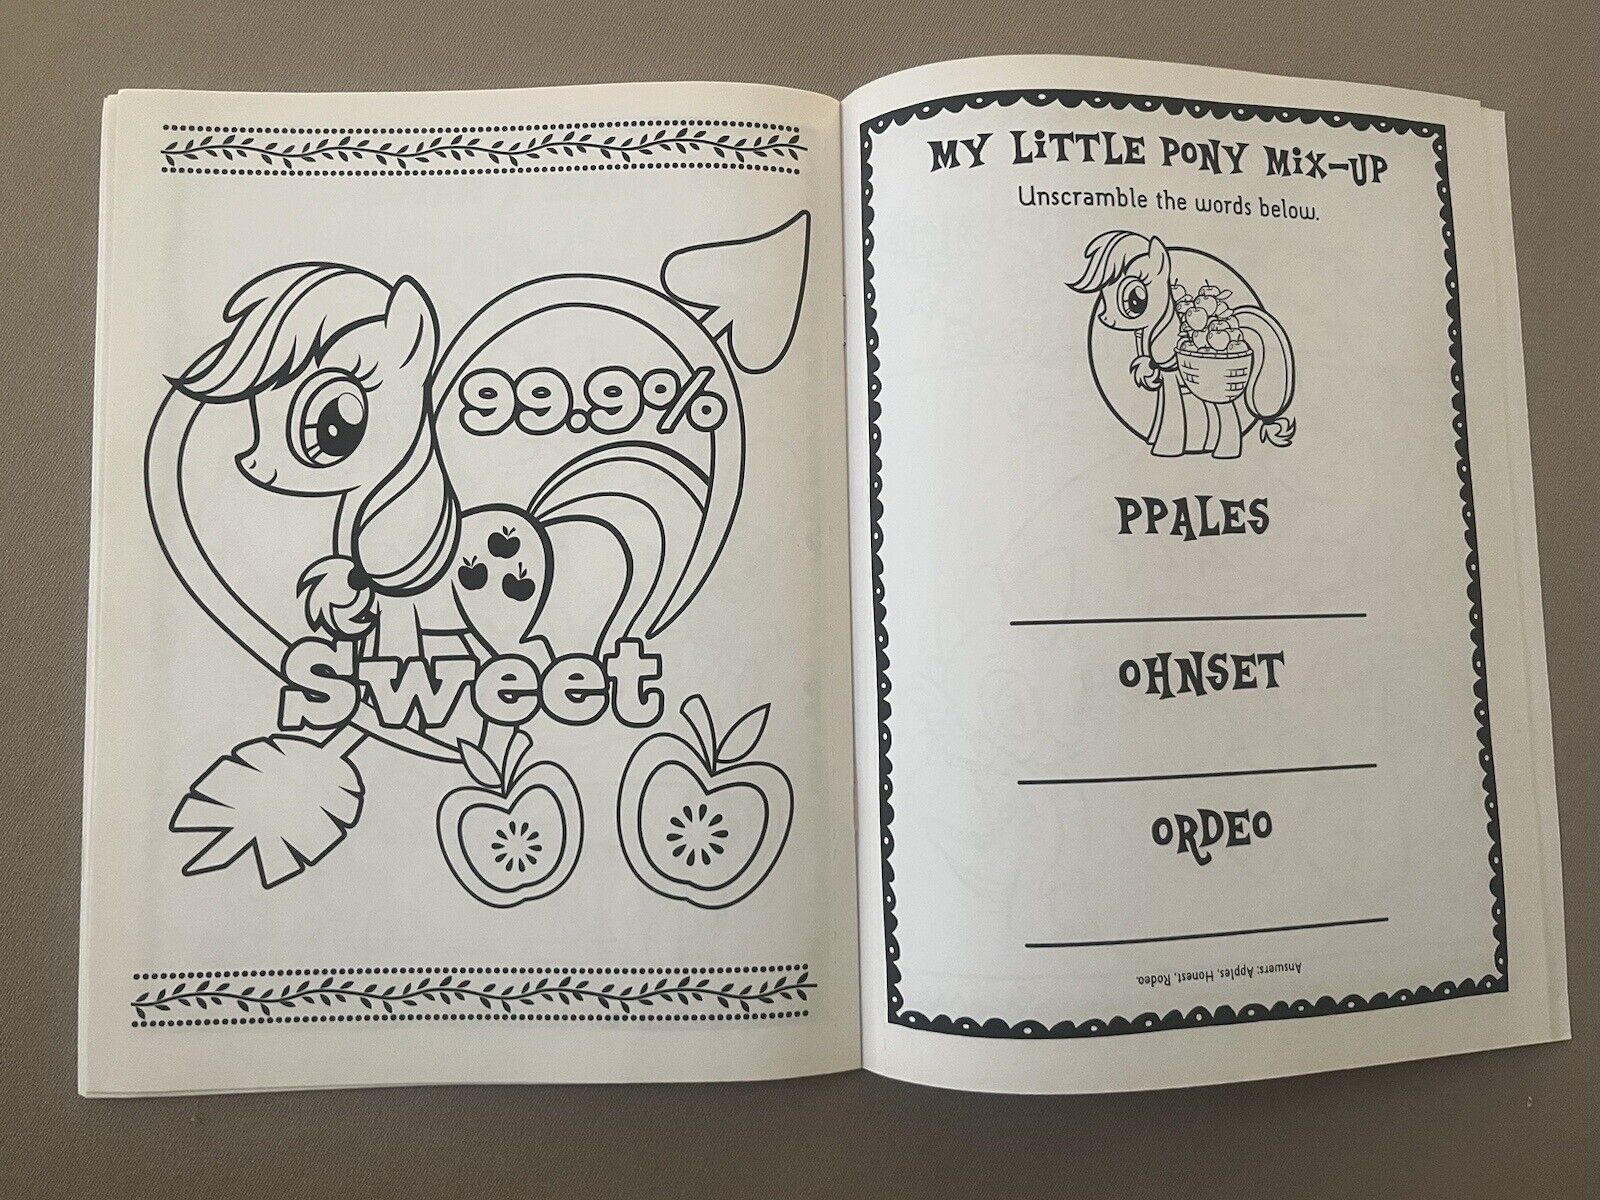 99.9%
Sweet
MY LiTTLE PONY MiX-UP
Unscramble the words below.
PPALES
OHNSET
ORDEO
Answers: Apples, Honest, Rodeo.